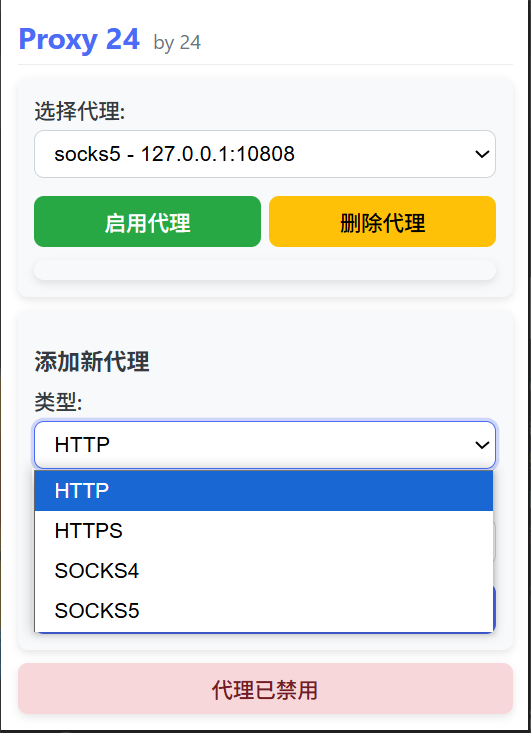 Proxy 24 by 24
选择代理:
socks5 - 127.0.0.1:10808
启用代理 删除代理
添加新代理
类型:
HTTP
HTTP
HTTPS
SOCKS4
SOCKS5
代理已禁用